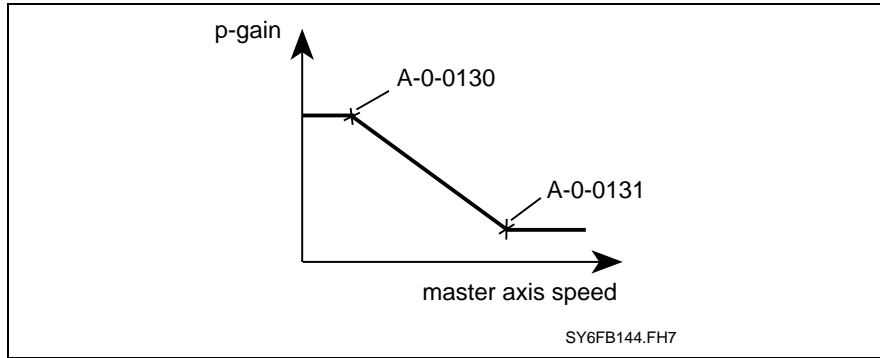 p-gain
A-0-0130
A-0-0131
master axis speed
SY6FB144.FH7